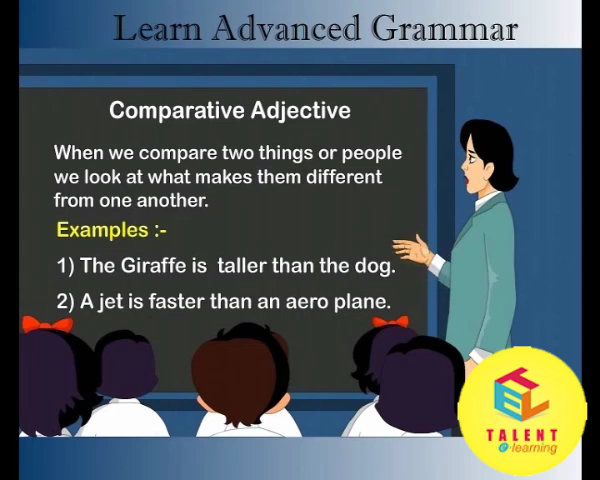 Learn Advanced Grammar
Comparative Adjective
When we compare two things or people
we look at what makes them different
from one another.
Examples :-
1) The Giraffe is taller than the dog.
2) A jet is faster than an aero plane.
TEL
TALENT
e-learning